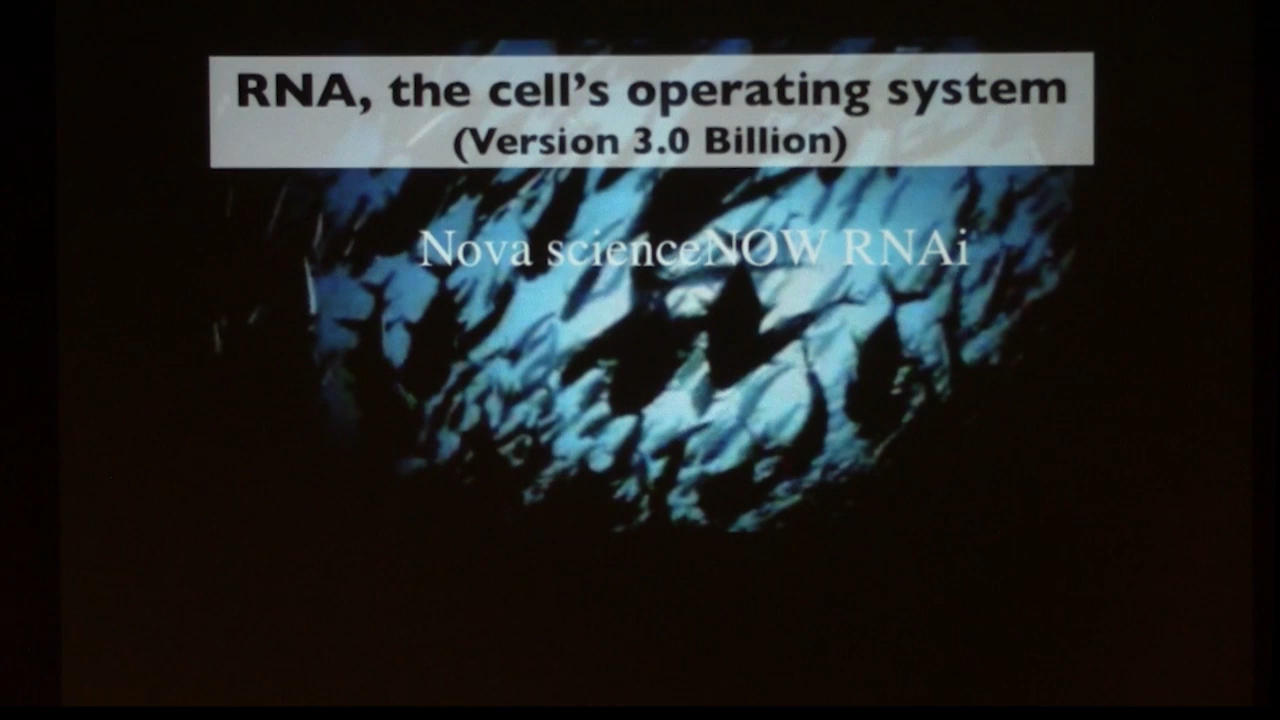 RNA, the cell's operating system
(Version 3.0 Billion)
Nova scienceNOW RNAi